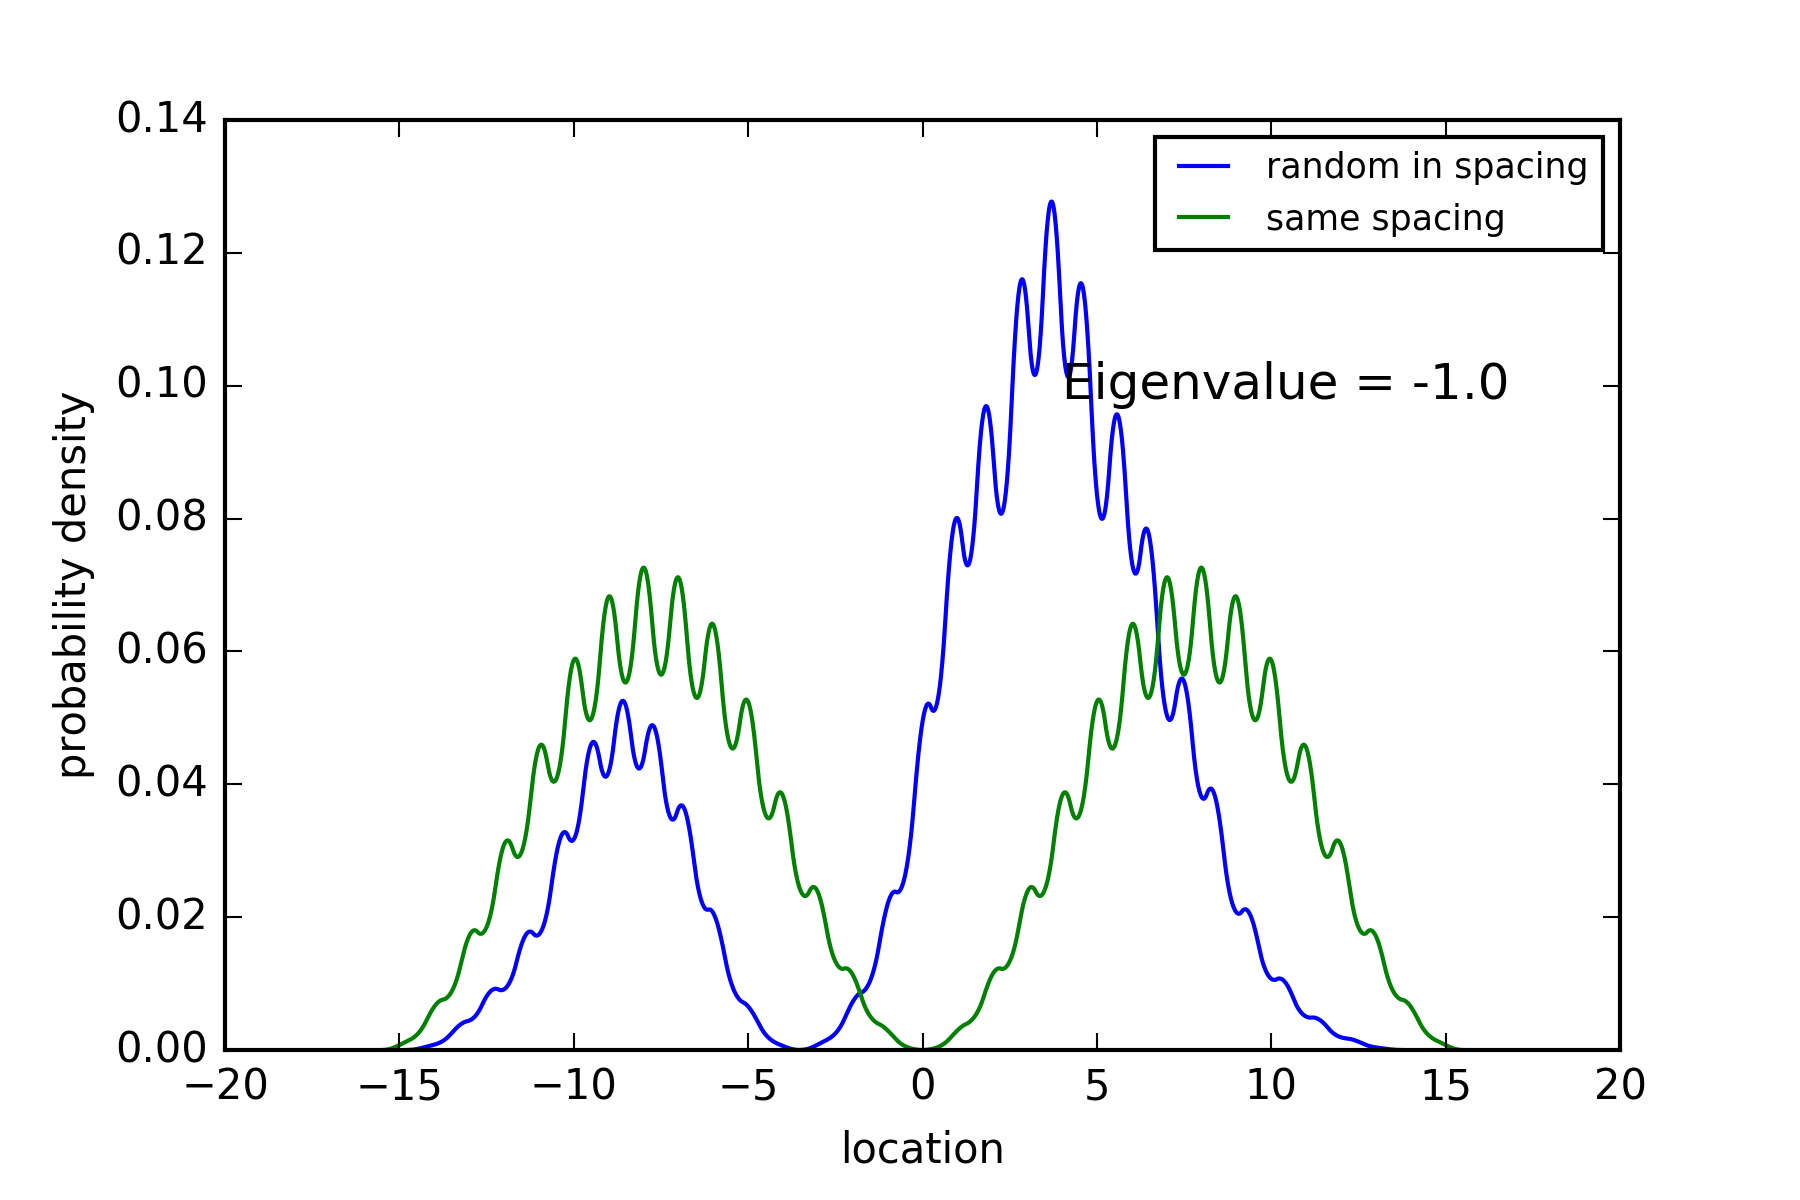 0.14
0.12
0.10
0.08
0.06
0.04
0.02
0.00
probability density
random in spacing
same spacing
Eigenvalue = -1.0
−20 −15 −10 −5 0 5 10 15 20
location